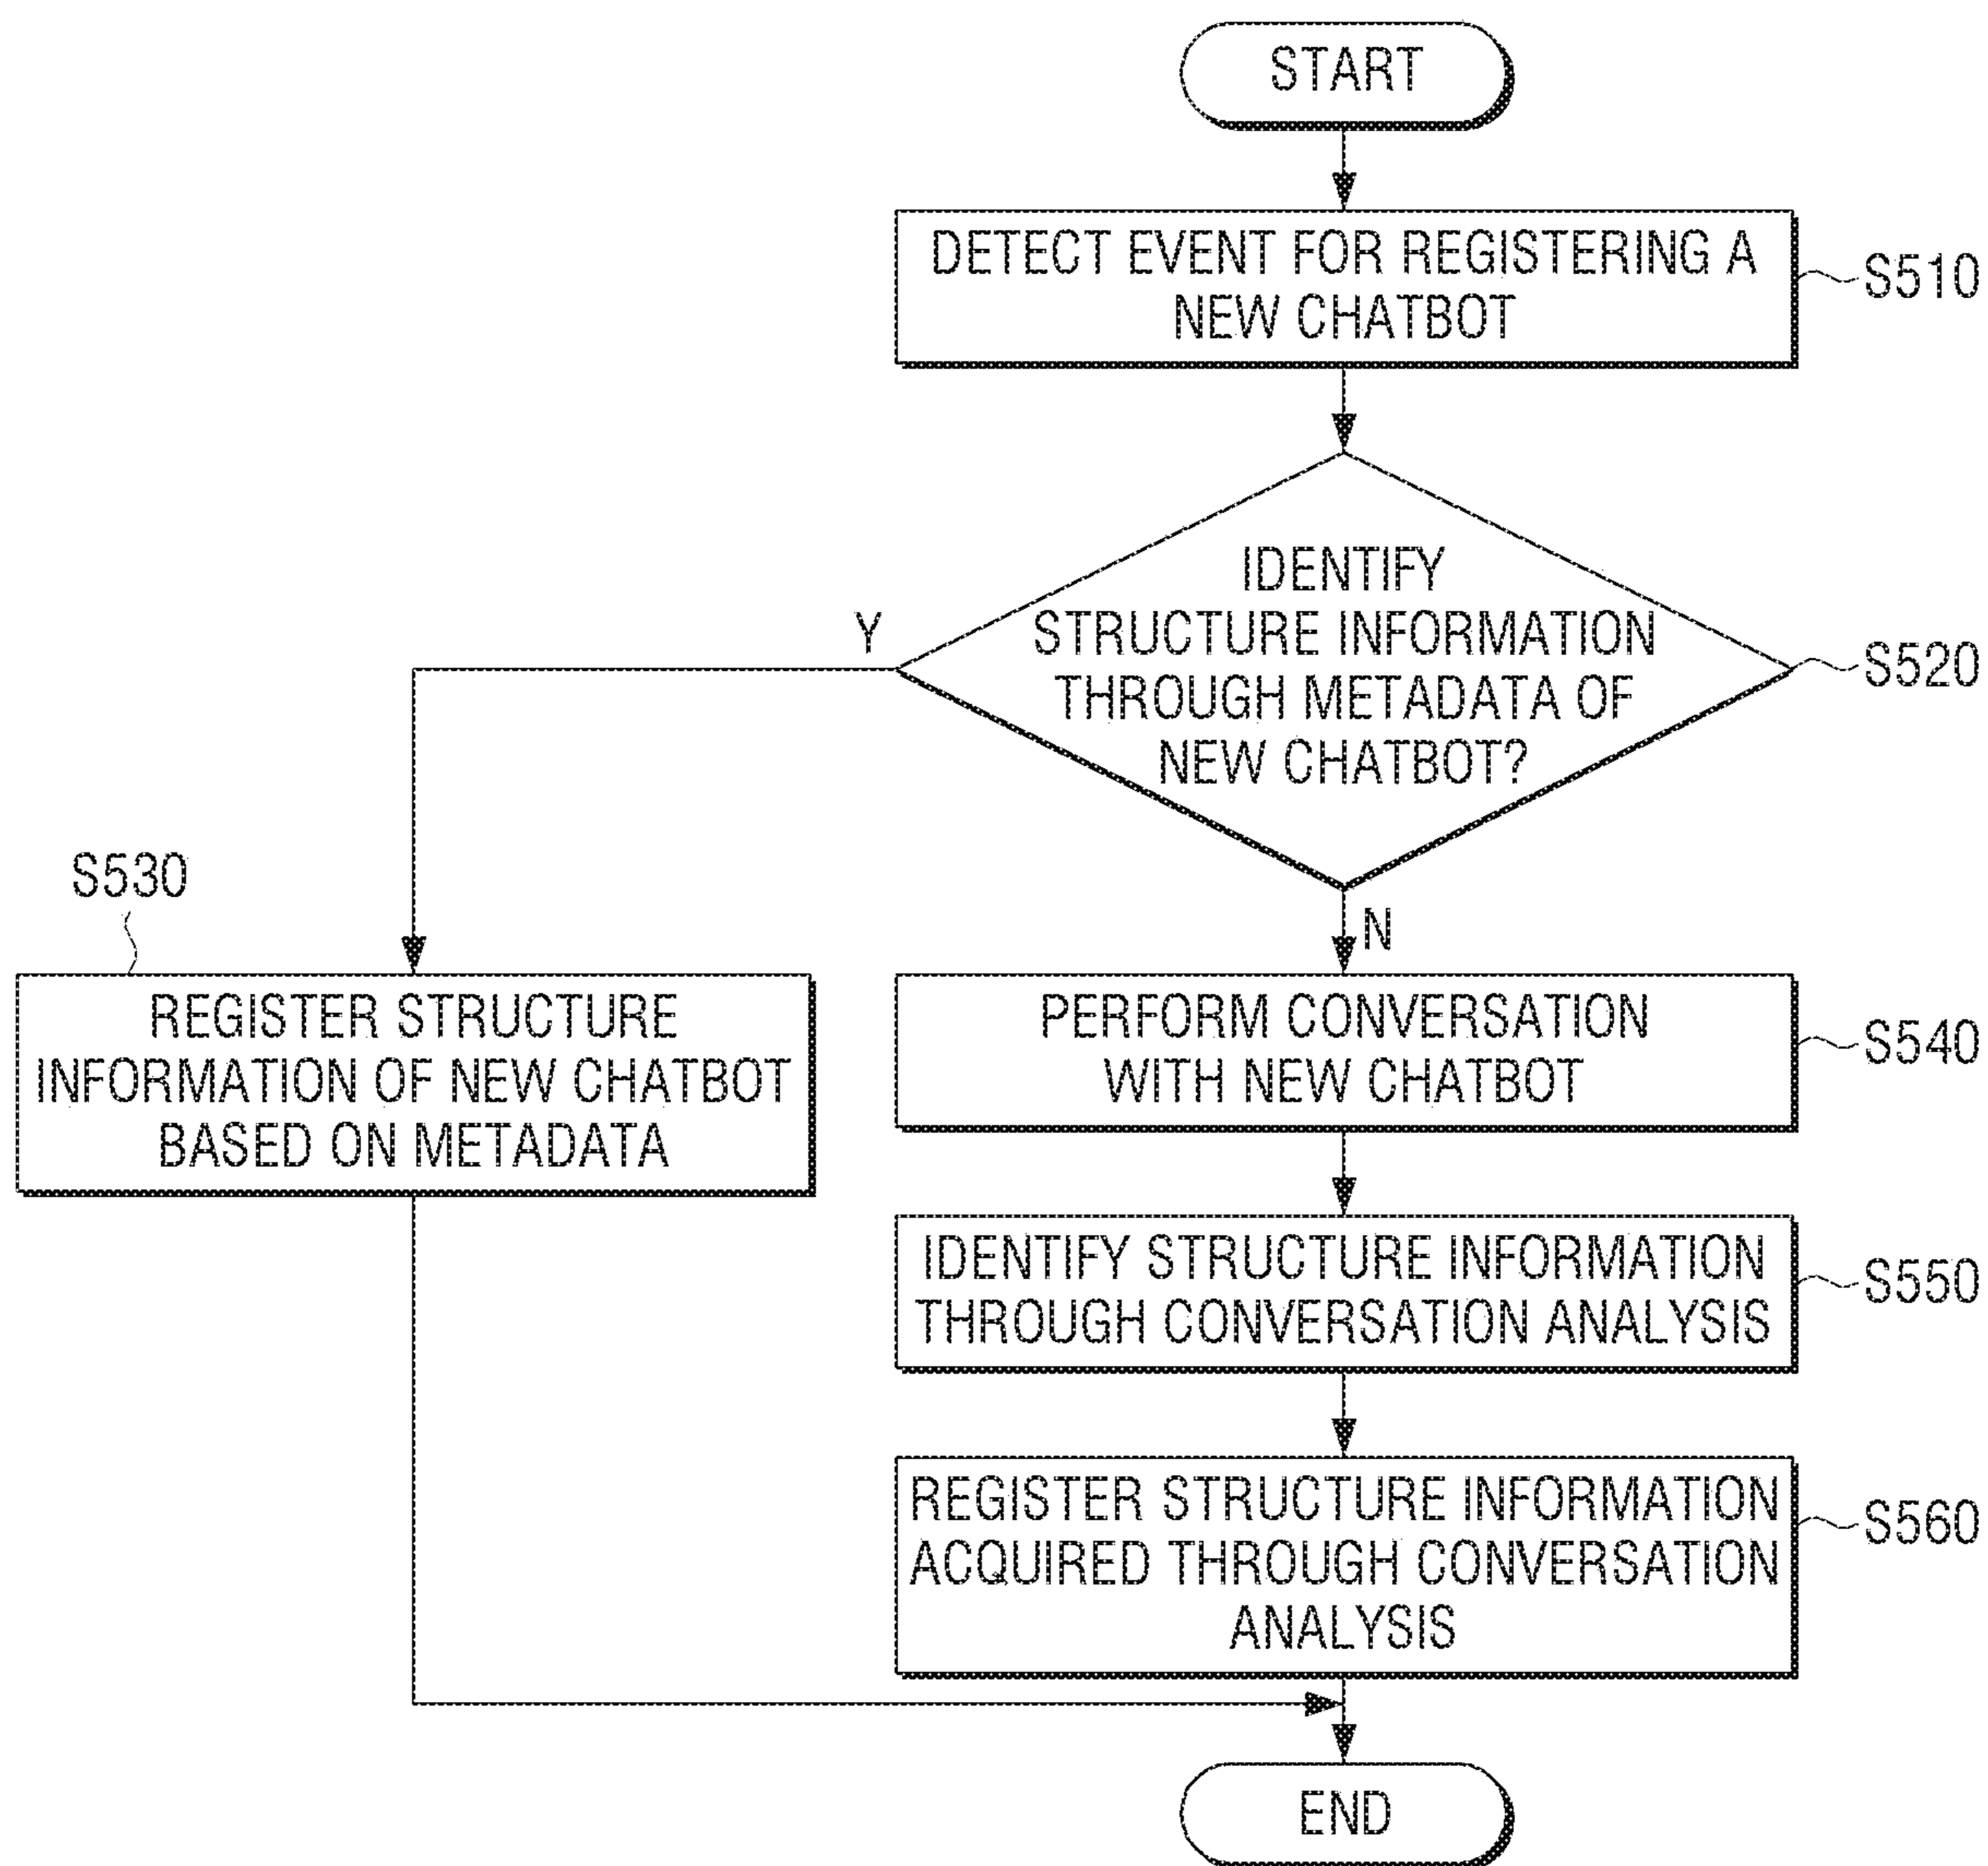 START
DETECT EVENT FOR REGISTERING A
NEW CHATBOT
S510
IDENTIFY
STRUCTURE INFORMATION
THROUGH METADATA OF
NEW CHATBOT?
S520
Y
N
S530
REGISTER STRUCTURE
INFORMATION OF NEW CHATBOT
BASED ON METADATA
PERFORM CONVERSATION
WITH NEW CHATBOT
S540
IDENTIFY STRUCTURE INFORMATION
THROUGH CONVERSATION ANALYSIS
S550
REGISTER STRUCTURE INFORMATION
ACQUIRED THROUGH CONVERSATION
ANALYSIS
S560
END